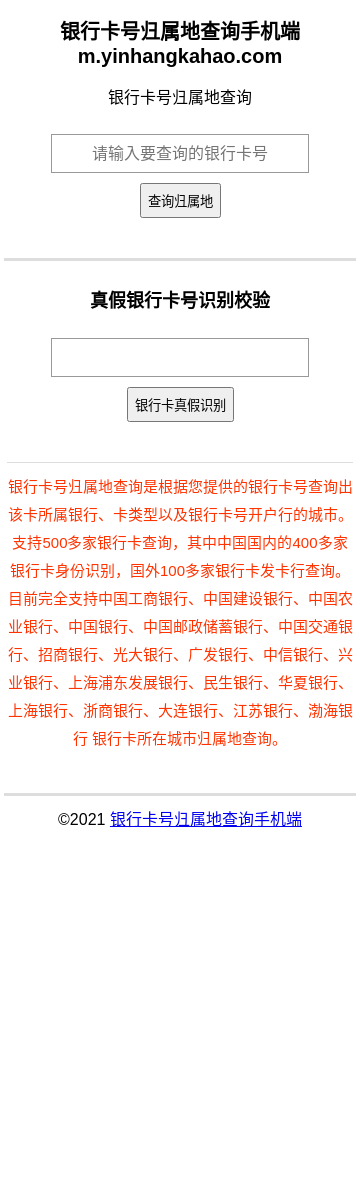 银行卡号归属地查询手机端
m.yinhangkahao.com
银行卡号归属地查询
请输入要查询的银行卡号
查询归属地
真假银行卡号识别校验
银行卡真假识别
银行卡号归属地查询是根据您提供的银行卡号查询出
该卡所属银行、卡类型以及银行卡号开户行的城市。
支持500多家银行卡查询，其中中国国内的400多家
银行卡身份识别，国外100多家银行卡发卡行查询。
目前完全支持中国工商银行、中国建设银行、中国农
业银行、中国银行、中国邮政储蓄银行、中国交通银
行、招商银行、光大银行、广发银行、中信银行、兴
业银行、上海浦东发展银行、民生银行、华夏银行、
上海银行、浙商银行、大连银行、江苏银行、渤海银
行 银行卡所在城市归属地查询。
©2021 银行卡号归属地查询手机端